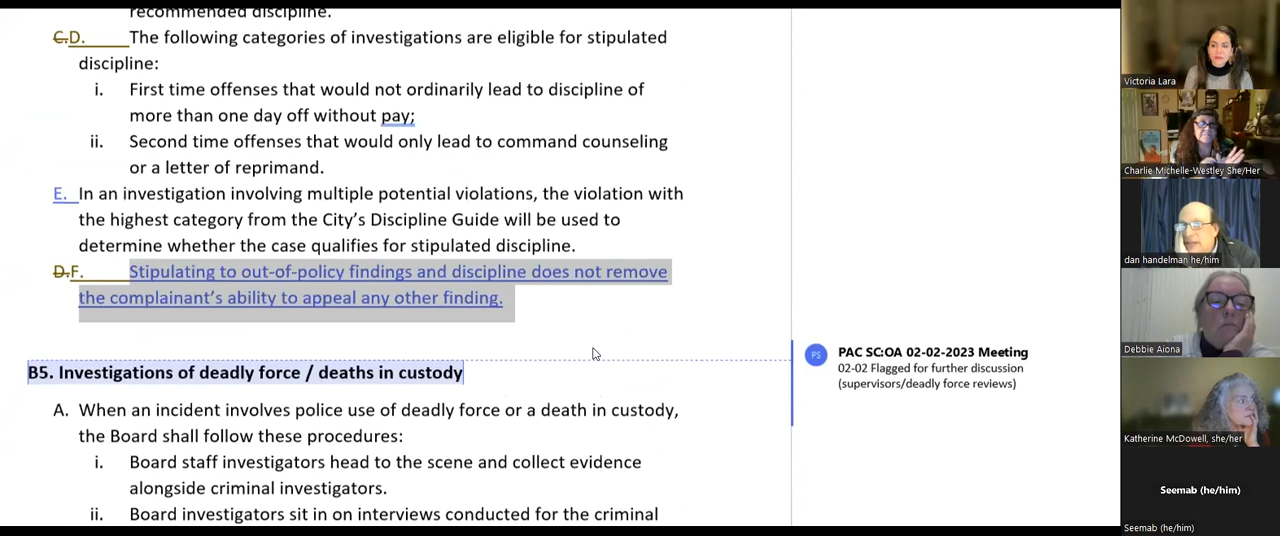 recommended discipline.
C.D. The following categories of investigations are eligible for stipulated
discipline:
i. First time offenses that would not ordinarily lead to discipline of
more than one day off without pay;
ii. Second time offenses that would only lead to command counseling
or a letter of reprimand.
E. In an investigation involving multiple potential violations, the violation with
the highest category from the City's Discipline Guide will be used to
determine whether the case qualifies for stipulated discipline.
D.F. Stipulating to out-of-policy findings and discipline does not remove
the complainant's ability to appeal any other finding.
B5. Investigations of deadly force / deaths in custody
A. When an incident involves police use of deadly force or a death in custody,
the Board shall follow these procedures:
i. Board staff investigators head to the scene and collect evidence
alongside criminal investigators.
ii. Board investigators sit in on interviews conducted for the criminal
PS
PAC SC:OA 02-02-2023 Meeting
02-02 Flagged for further discussion
(supervisors/deadly force reviews)
Victoria Lara
Charlie Michelle-Westley She/Her
dan handelman he/him
Debbie Aiona
Katherine McDowell, she/her
Seemab (he/him)
Seemab (he/him)